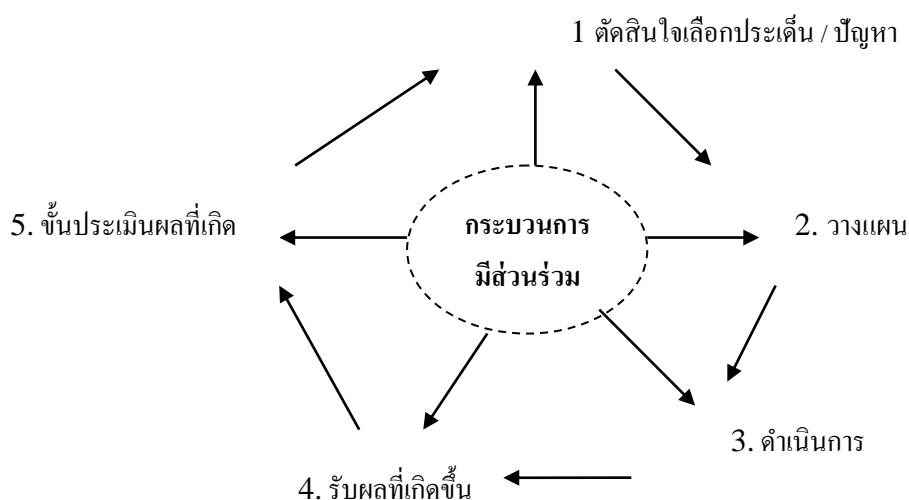 1 ตัดสินใจเลือกประเด็น / ปัญหา
5. ขั้นประเมินผลที่เกิด
กระบวนการ
มีส่วนร่วม
2. วางแผน
3. ดำเนินการ
4. รับผลที่เกิดขึ้น